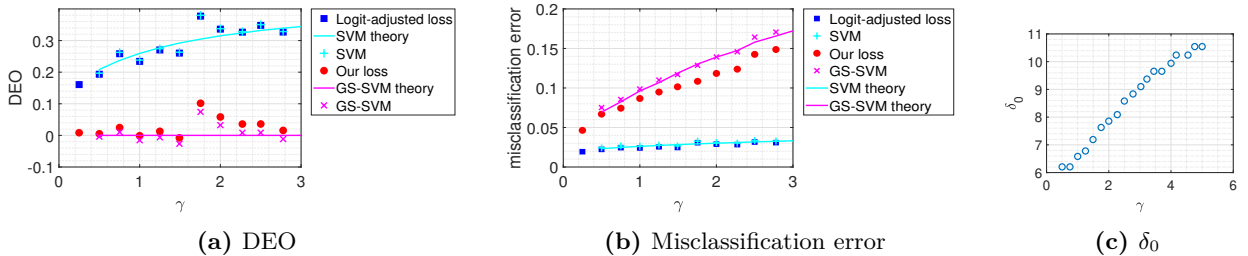 DEO
0.3
0.2
0.1
0
-0.1
0
1
2
3
γ
Logit-adjusted loss
SVM theory
SVM
Our loss
GS-SVM theory
GS-SVM
(a) DEO
misclassification error
0.2
0.15
0.1
0.05
0
0
1
2
3
γ
Logit-adjusted loss
SVM
Our loss
GS-SVM
SVM theory
GS-SVM theory
(b) Misclassification error
δ0
11
10
9
8
7
6
0
2
4
6
γ
(c) δ0